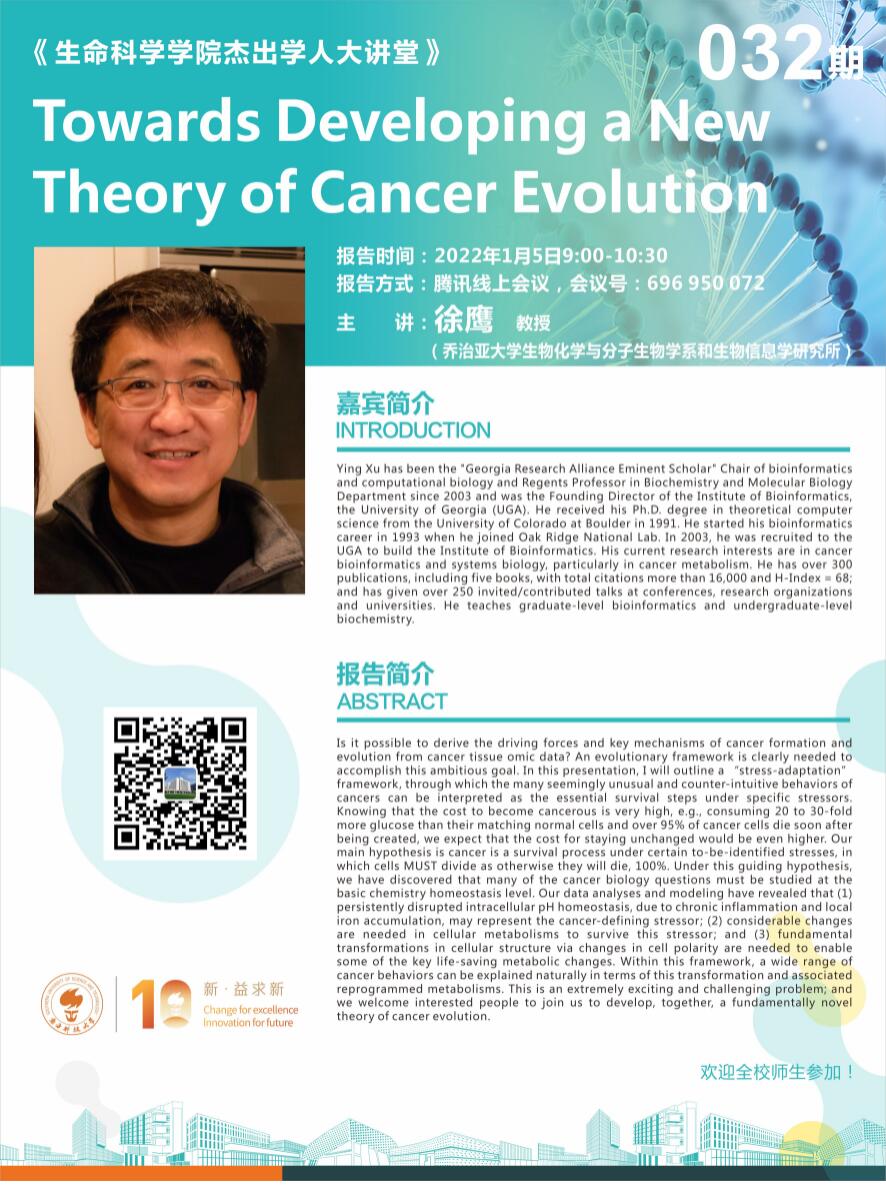 《生命科学学院杰出学人大讲堂》
032期
Towards Developing a New
Theory of Cancer Evolution
报告时间：2022年1月5日9:00-10:30
报告方式：腾讯线上会议，会议号：696 950 072
主　　讲：徐鹰　教授
（乔治亚大学生物化学与分子生物学系和生物信息学研究所）
嘉宾简介
INTRODUCTION
Ying Xu has been the "Georgia Research Alliance Eminent Scholar" Chair of bioinformatics
and computational biology and Regents Professor in Biochemistry and Molecular Biology
Department since 2003 and was the Founding Director of the Institute of Bioinformatics,
the University of Georgia (UGA). He received his Ph.D. degree in theoretical computer
science from the University of Colorado at Boulder in 1991. He started his bioinformatics
career in 1993 when he joined Oak Ridge National Lab. In 2003, he was recruited to the
UGA to build the Institute of Bioinformatics. His current research interests are in cancer
bioinformatics and systems biology, particularly in cancer metabolism. He has over 300
publications, including five books, with total citations more than 16,000 and H-Index = 68;
and has given over 250 invited/contributed talks at conferences, research organizations
and universities. He teaches graduate-level bioinformatics and undergraduate-level
biochemistry.
报告简介
ABSTRACT
Is it possible to derive the driving forces and key mechanisms of cancer formation and
evolution from cancer tissue omic data? An evolutionary framework is clearly needed to
accomplish this ambitious goal. In this presentation, I will outline a “stress-adaptation”
framework, through which the many seemingly unusual and counter-intuitive behaviors of
cancers can be interpreted as the essential survival steps under specific stressors.
Knowing that the cost to become cancerous is very high, e.g., consuming 20 to 30-fold
more glucose than their matching normal cells and over 95% of cancer cells die soon after
being created, we expect that the cost for staying unchanged would be even higher. Our
main hypothesis is cancer is a survival process under certain to-be-identified stresses, in
which cells MUST divide as otherwise they will die, 100%. Under this guiding hypothesis,
we have discovered that many of the cancer biology questions must be studied at the
basic chemistry homeostasis level. Our data analyses and modeling have revealed that (1)
persistently disrupted intracellular pH homeostasis, due to chronic inflammation and local
iron accumulation, may represent the cancer-defining stressor; (2) considerable changes
are needed in cellular metabolisms to survive this stressor; and (3) fundamental
transformations in cellular structure via changes in cell polarity are needed to enable
some of the key life-saving metabolic changes. Within this framework, a wide range of
cancer behaviors can be explained naturally in terms of this transformation and associated
reprogrammed metabolisms. This is an extremely exciting and challenging problem; and
we welcome interested people to join us to develop, together, a fundamentally novel
theory of cancer evolution.
10
新·益求新
Change for excellence
Innovation for future
欢迎全校师生参加！